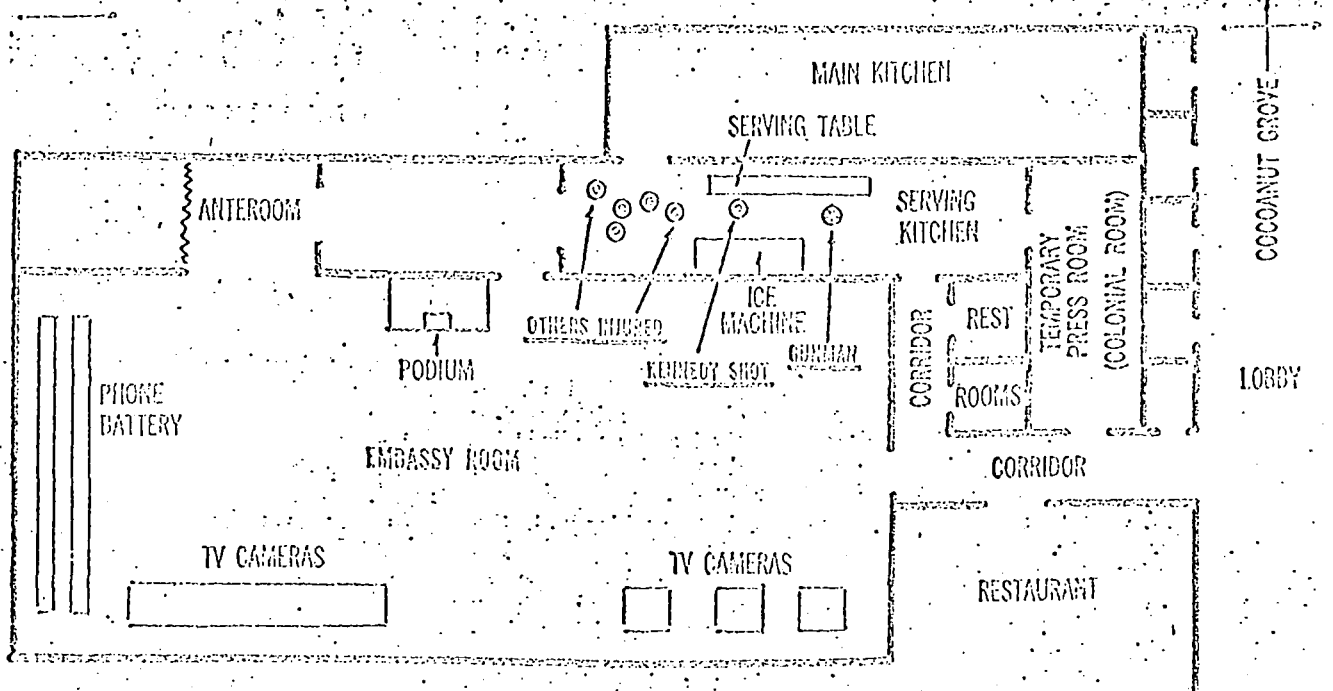 MAIN KITCHEN
SERVING TABLE
COCOANUT GROVE
ANTEROOM
SERVING
KITCHEN
TEMPORARY
PRESS ROOM
(COLONIAL ROOM)
OTHERS INJURED
ICE
MACHINE
KENNEDY SHOT
GUNMAN
CORRIDOR
REST
ROOMS
PODIUM
PHONE
BATTERY
LOBBY
EMBASSY ROOM
CORRIDOR
TV CAMERAS
TV CAMERAS
RESTAURANT